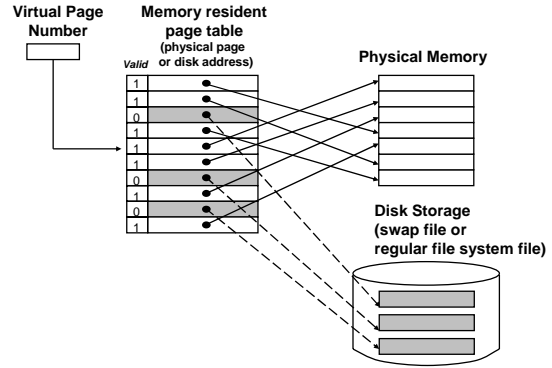 Virtual Page
Number
Memory resident
page table
(physical page
or disk address)
Valid
Physical Memory
1
1
0
1
1
1
0
1
0
1
Disk Storage
(swap file or
regular file system file)